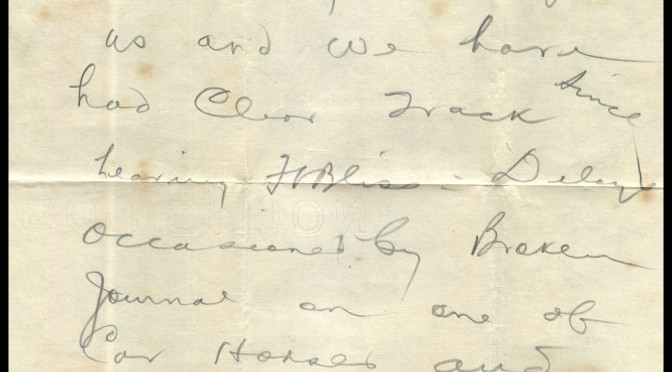 us and we have
had Clear Track since
leaving Ft Bliss - Delay
occasioned by Broken
Journal on one of
Car Horses and